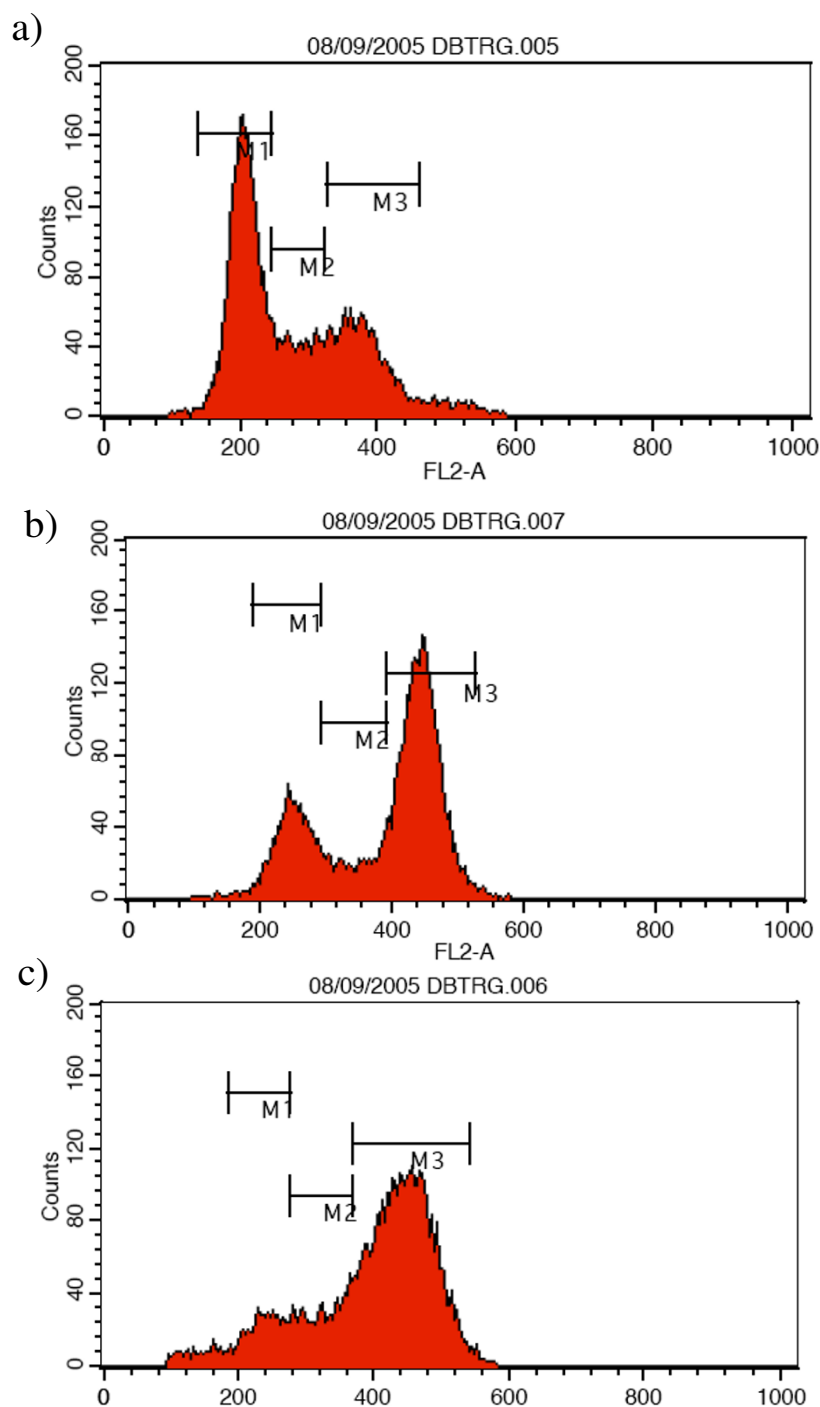 a)
08/09/2005 DBTRG.005
200
160
120
80
40
0
Counts
M1
M3
M2
0 200 400 600 800 1000
FL2-A
b)
08/09/2005 DBTRG.007
200
160
120
80
40
0
Counts
M1
M3
M2
0 200 400 600 800 1000
FL2-A
c)
08/09/2005 DBTRG.006
200
160
120
80
40
0
Counts
M1
M3
M2
0 200 400 600 800 1000